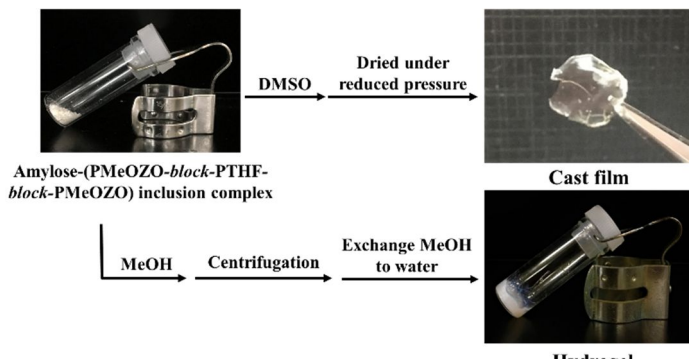 DMSO
Dried under
reduced pressure
Amylose-(PMeOZO-block-PTHF-
block-PMeOZO) inclusion complex
Cast film
MeOH
Centrifugation
Exchange MeOH
to water
Hydrogel